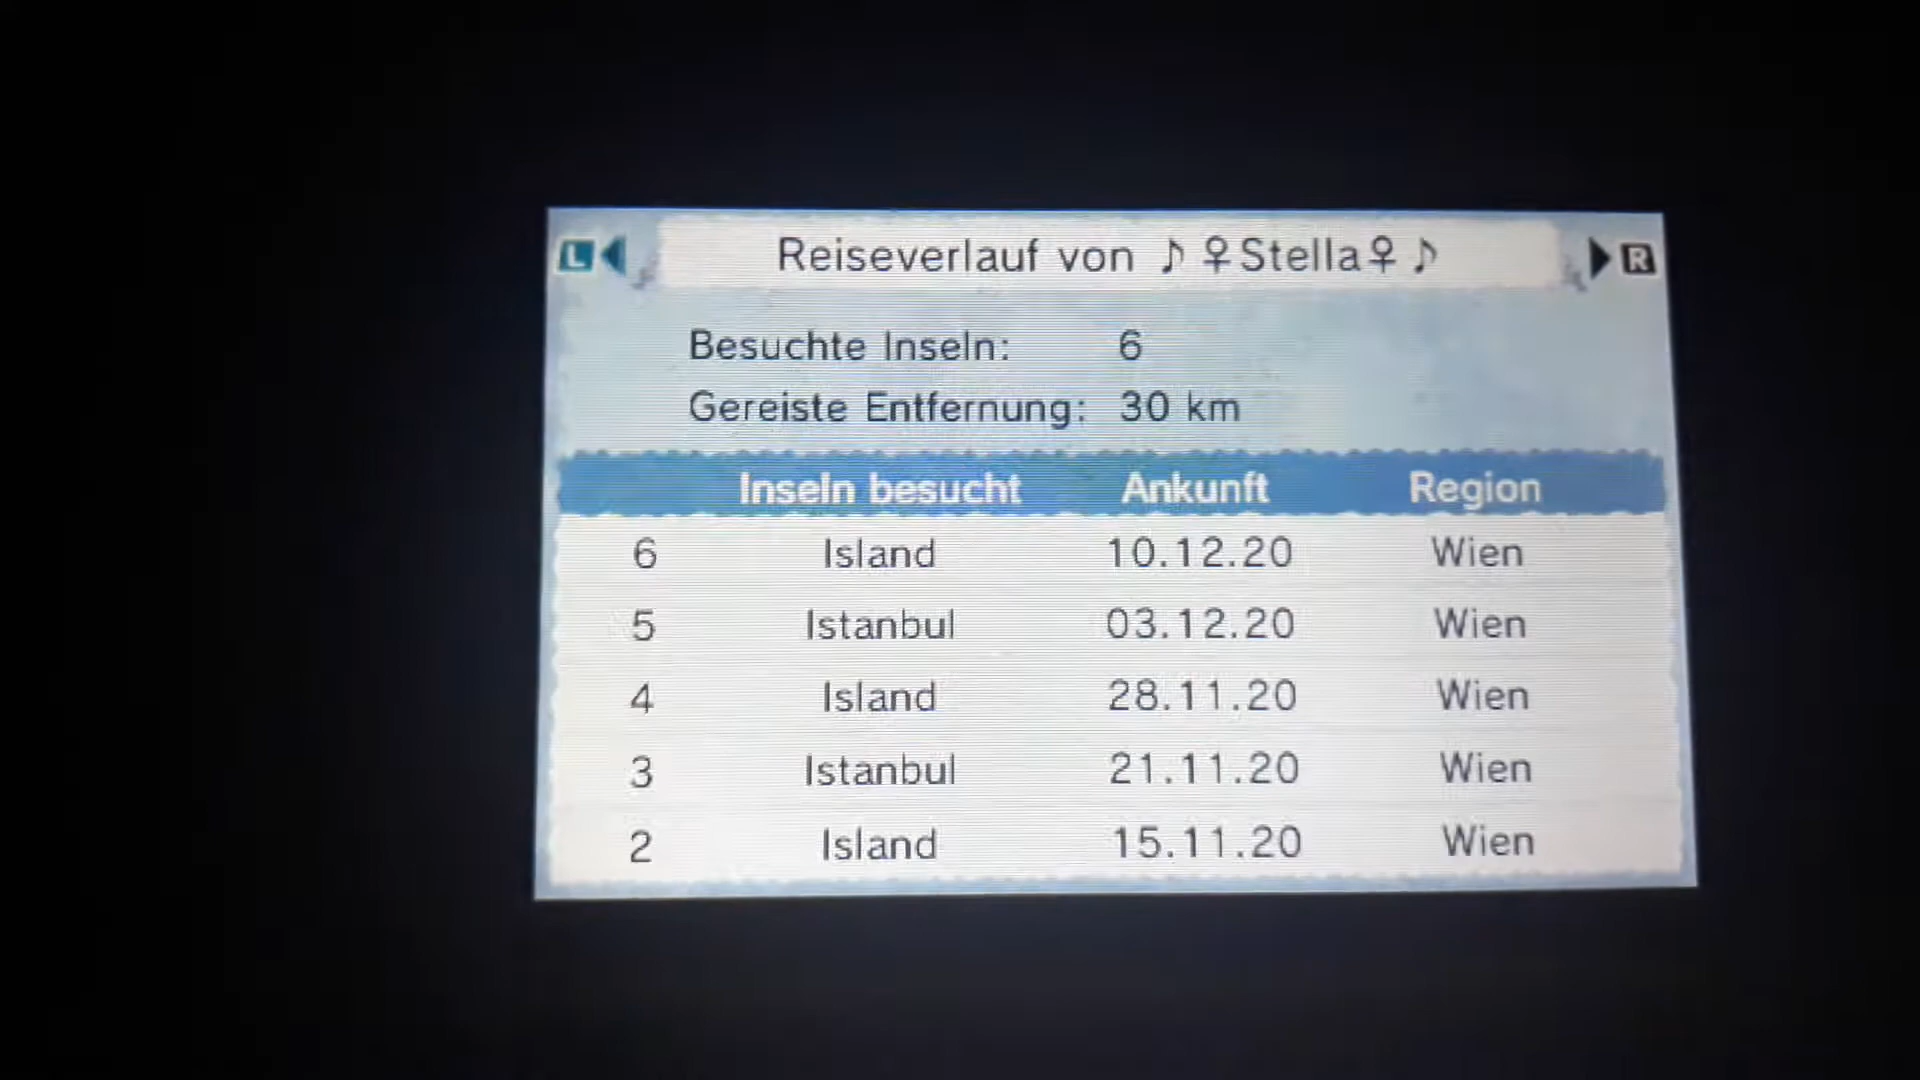 L Reiseverlauf von ♪♀Stella♀♪ R
Besuchte Inseln: 6
Gereiste Entfernung: 30 km
Inseln besucht Ankunft Region
6 Island 10.12.20 Wien
5 Istanbul 03.12.20 Wien
4 Island 28.11.20 Wien
3 Istanbul 21.11.20 Wien
2 Island 15.11.20 Wien